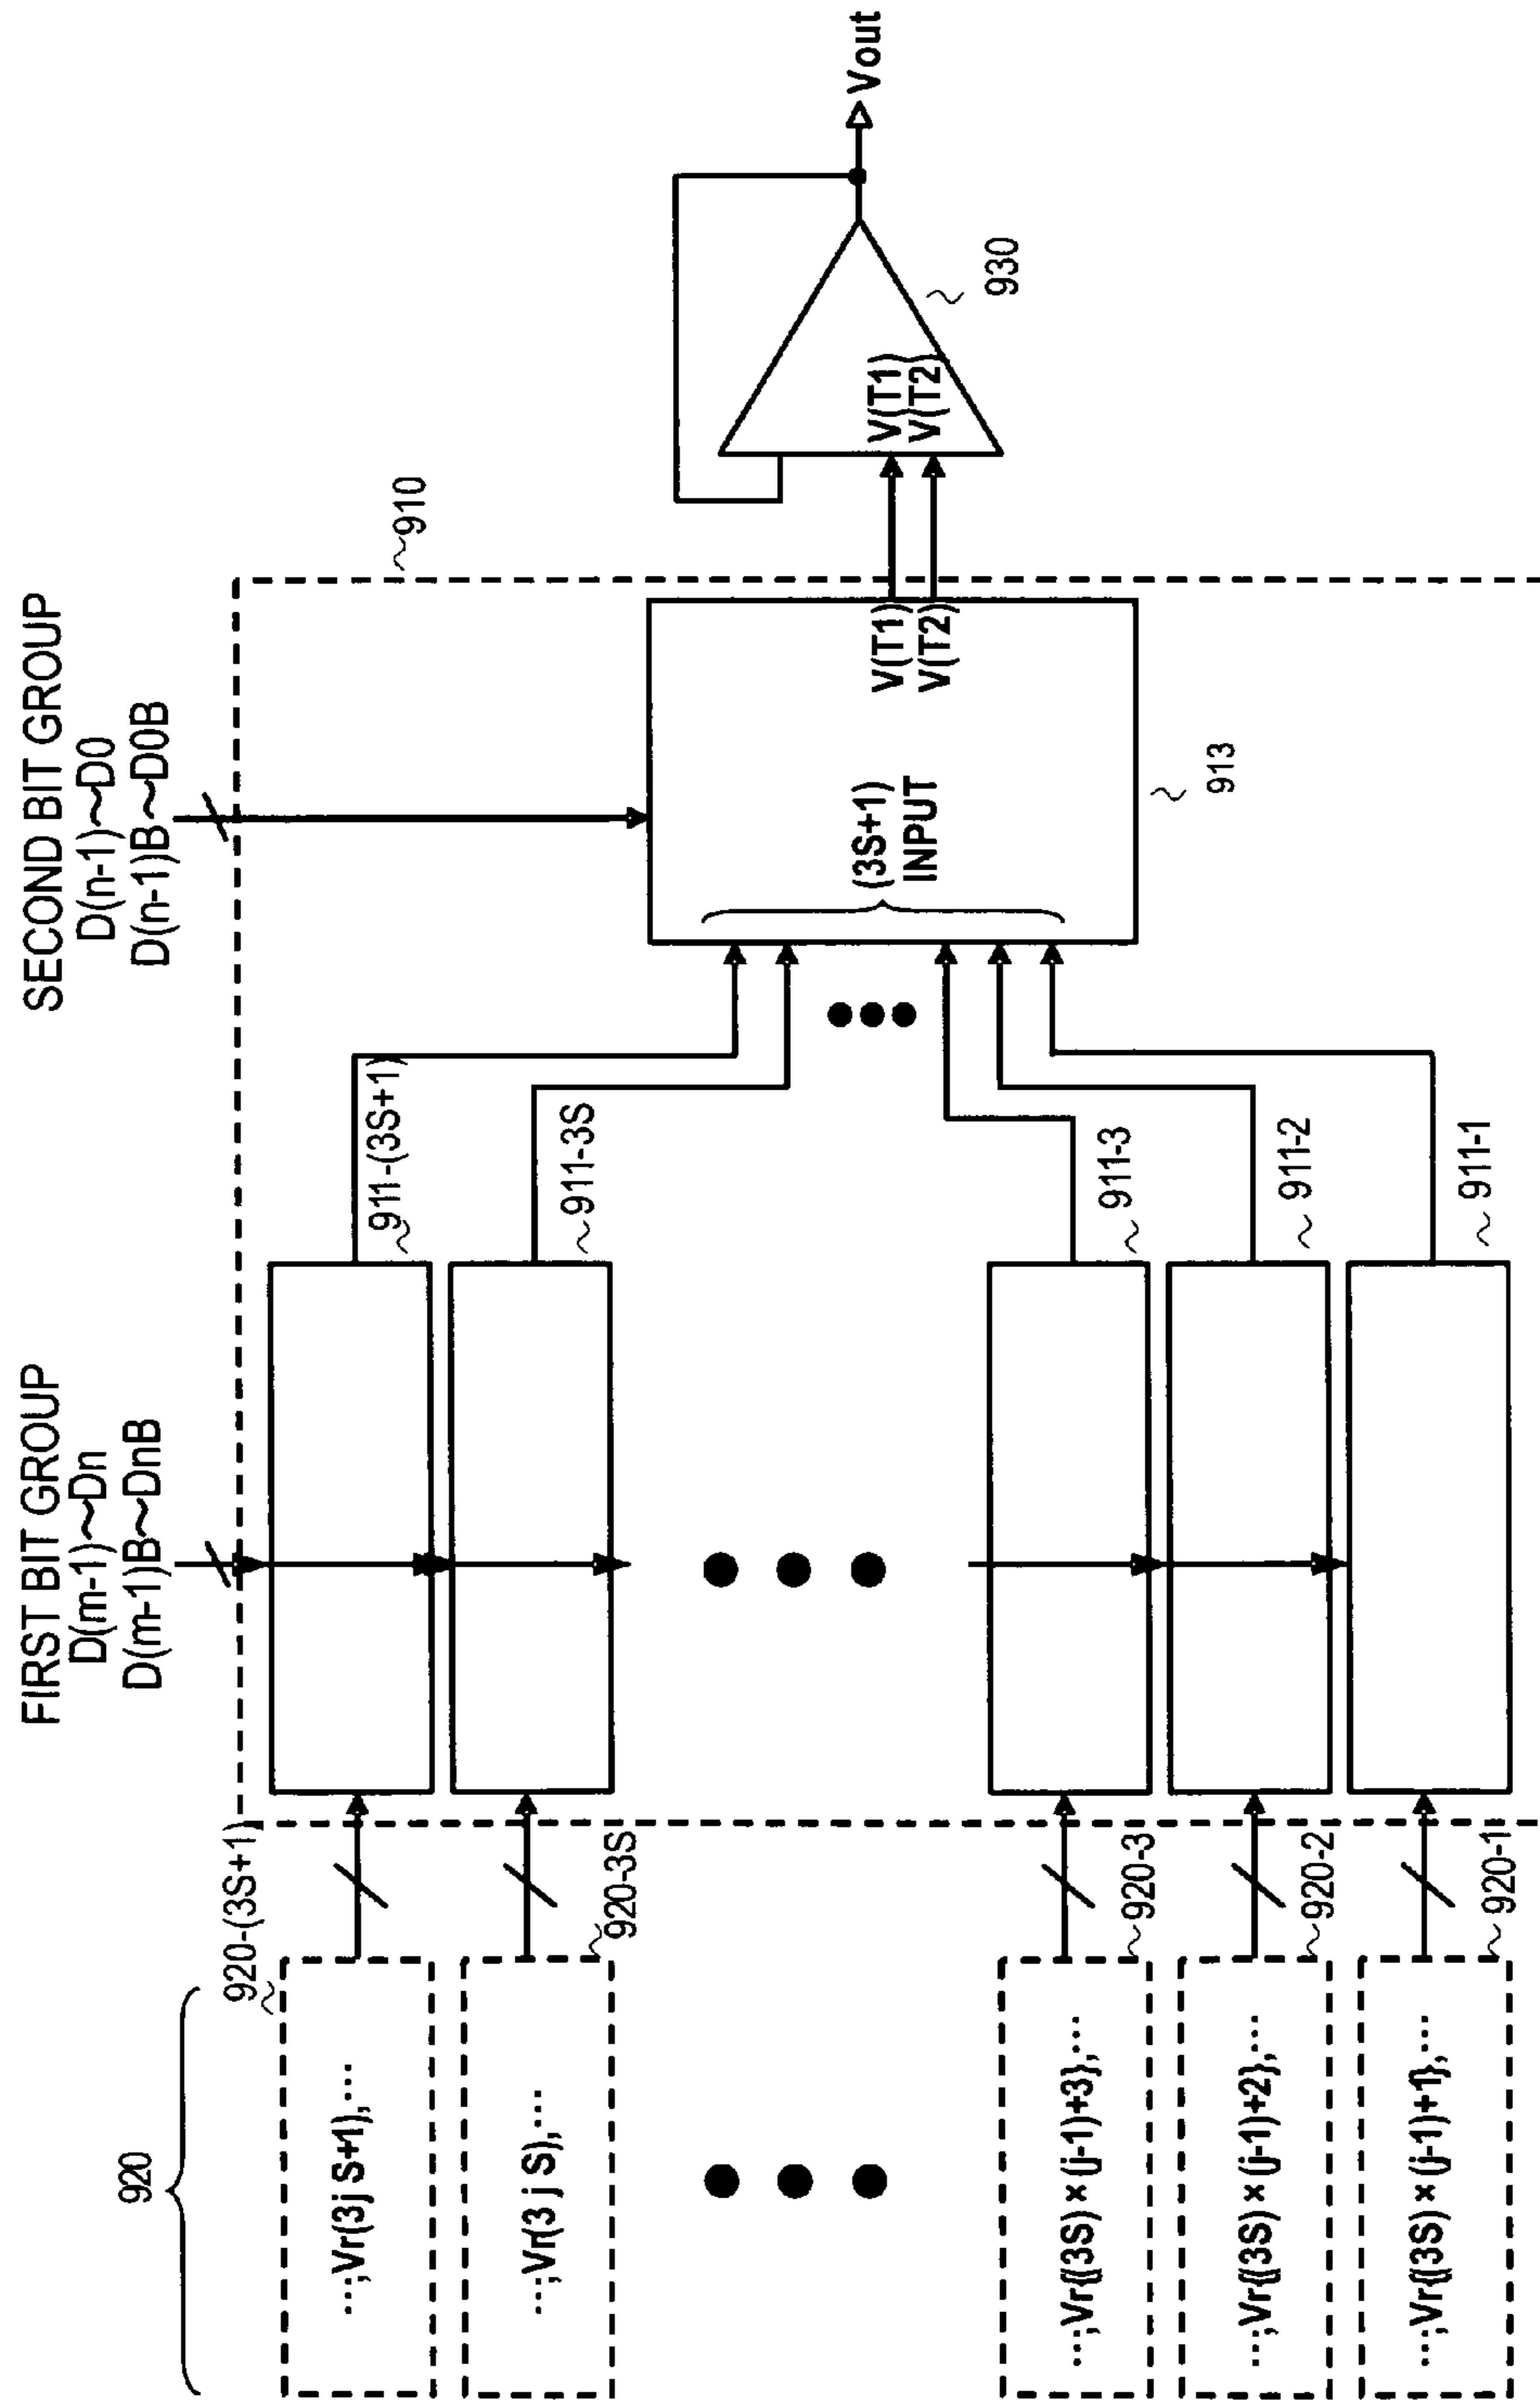 FIRST BIT GROUP
D(m-1)~Dn
D(m-1)B~DnB
SECOND BIT GROUP
D(n-1)~D0
D(n-1)B~D0B
920
920-(3S+1)
···,Vr(3j S+1),···
911-(3S+1)
910
···,Vr(3 j S),···
920-3S
911-3S
(3S+1)
INPUT
V(T1)
V(T2)
V(T1)
V(T2)
Vout
930
913
···,Vr{(3S)×(j-1)+3},···
920-3
911-3
···,Vr{(3S)×(j-1)+2},···
920-2
911-2
···,Vr{(3S)×(j-1)+1},···
920-1
911-1